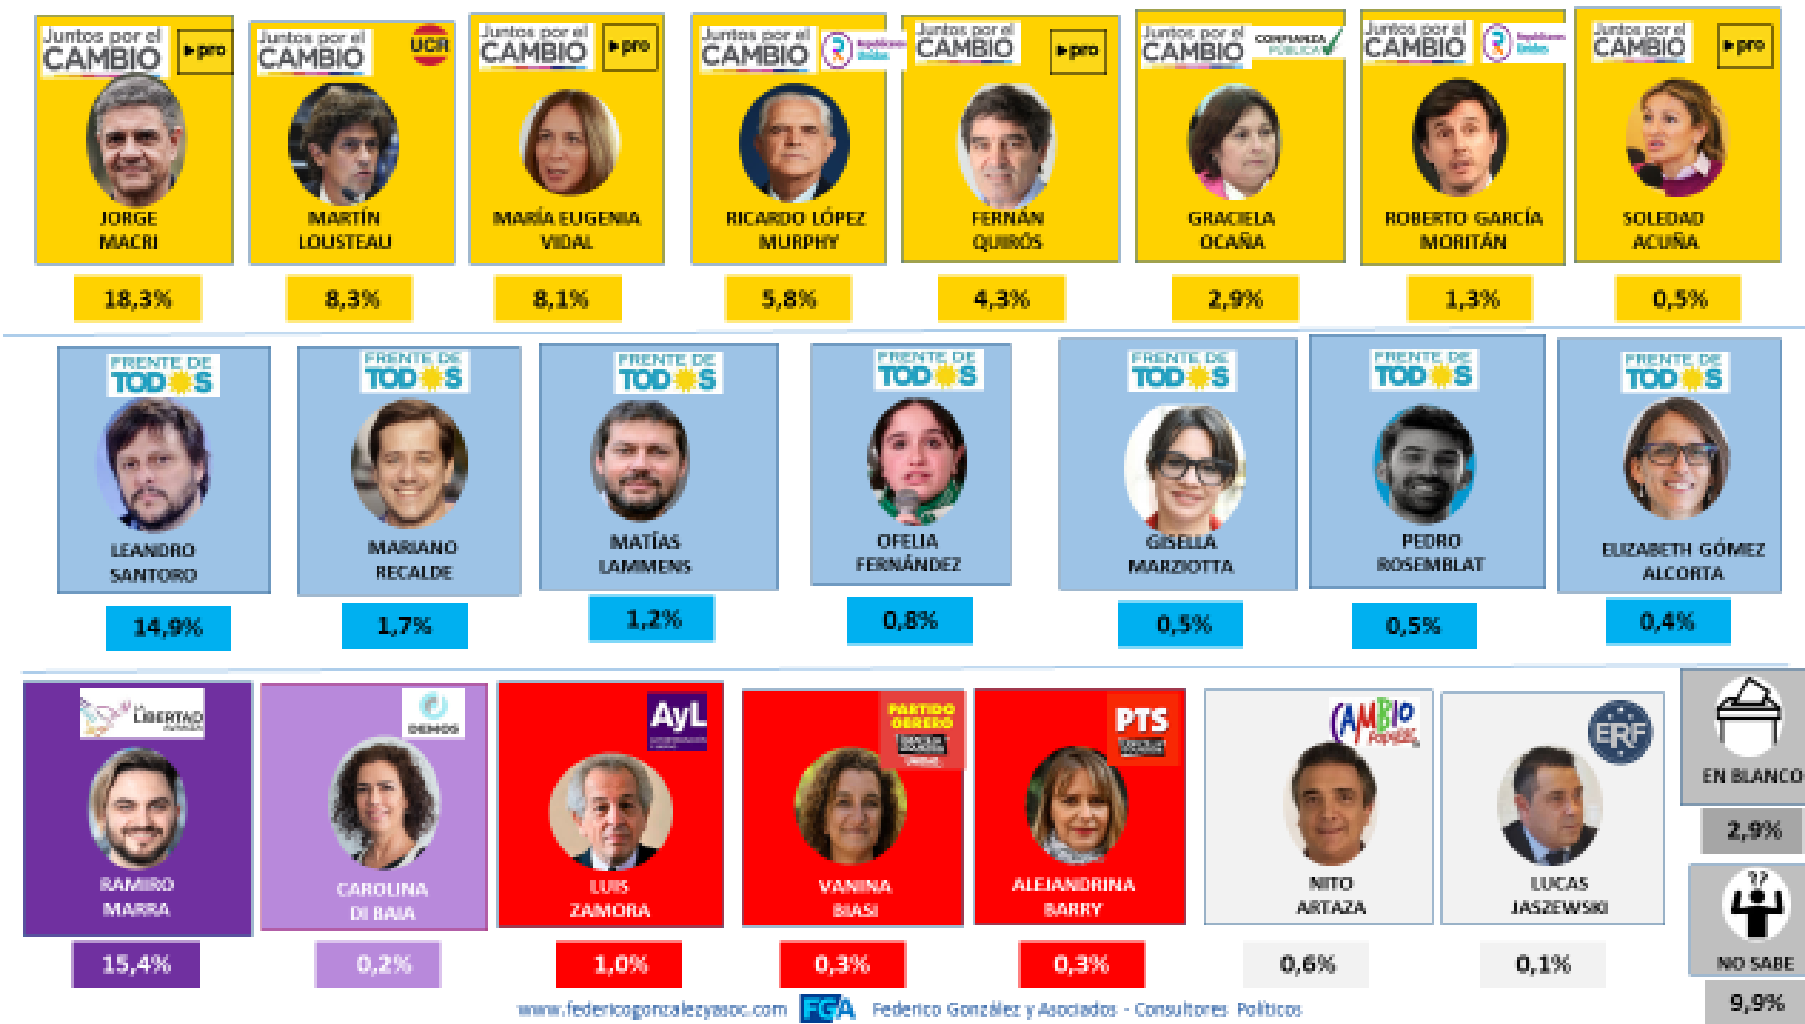 Juntos por el
CAMBIO
pro
JORGE
MACRI
18,3%
Juntos por el
CAMBIO
UCR
MARTÍN
LOUSTEAU
8,3%
Juntos por el
CAMBIO
pro
MARÍA EUGENIA
VIDAL
8,1%
Juntos por el
CAMBIO
Republicanos
Unidos
RICARDO LÓPEZ
MURPHY
5,8%
Juntos por el
CAMBIO
pro
FERNÁN
QUIRÓS
4,3%
Juntos por el
CAMBIO
CONFIANZA
PÚBLICA
GRACIELA
OCAÑA
2,9%
Juntos por el
CAMBIO
Republicanos
Unidos
ROBERTO GARCÍA
MORITÁN
1,3%
Juntos por el
CAMBIO
pro
SOLEDAD
ACUÑA
0,5%
FRENTE DE
TODOS
LEANDRO
SANTORO
14,9%
FRENTE DE
TODOS
MARIANO
RECALDE
1,7%
FRENTE DE
TODOS
MATÍAS
LAMMENS
1,2%
FRENTE DE
TODOS
OFELIA
FERNÁNDEZ
0,8%
FRENTE DE
TODOS
GISELLA
MARZIOTTA
0,5%
FRENTE DE
TODOS
PEDRO
ROSEMBLAT
0,5%
FRENTE DE
TODOS
ELIZABETH GÓMEZ
ALCORTA
0,4%
LIBERTAD
AVANZA
RAMIRO
MARRA
15,4%
DEMOS
CAROLINA
DI BAIA
0,2%
AyL
LUIS
ZAMORA
1,0%
PARTIDO
OBRERO
UNIDAD
VANINA
BIASI
0,3%
PTS
ALEJANDRINA
BARRY
0,3%
CAMBIO
Popular
NITO
ARTAZA
0,6%
ERF
LUCAS
JASZEWSKI
0,1%
EN BLANCO
2,9%
??
NO SABE
9,9%
www.federicogonzalezyasoc.com FGA Federico González y Asociados - Consultores Políticos